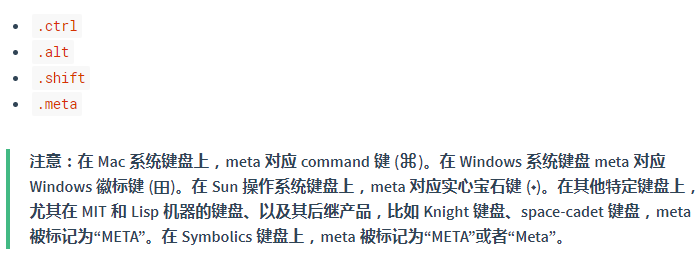 .ctrl
.alt
.shift
.meta
注意：在 Mac 系统键盘上，meta 对应 command 键 (⌘)。在 Windows 系统键盘 meta 对应
Windows 徽标键 (⊞)。在 Sun 操作系统键盘上，meta 对应实心宝石键 (◆)。在其他特定键盘上，
尤其在 MIT 和 Lisp 机器的键盘、以及其后继产品，比如 Knight 键盘、space-cadet 键盘，meta
被标记为“META”。在 Symbolics 键盘上，meta 被标记为“META”或者“Meta”。